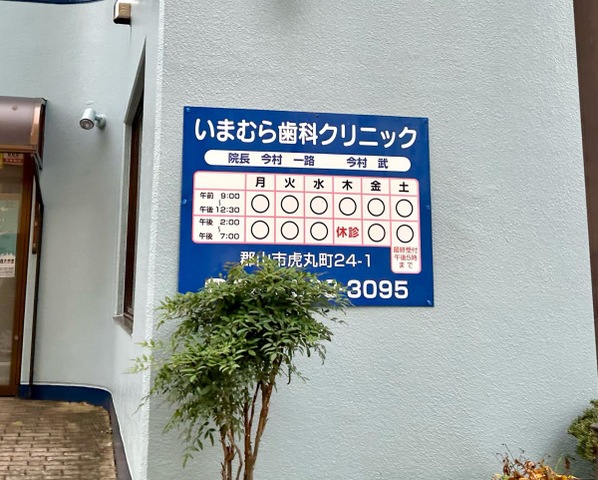 いまむら歯科クリニック
院長 今村 一路 今村 武
月 火 水 木 金 土
午前 9:00 〜 午後 12:30 ○ ○ ○ ○ ○ ○
午後 2:00 〜 午後 7:00 ○ ○ ○ 休診 ○ ○
最終受付
午後5時
まで
郡山市虎丸町24-1
-3095